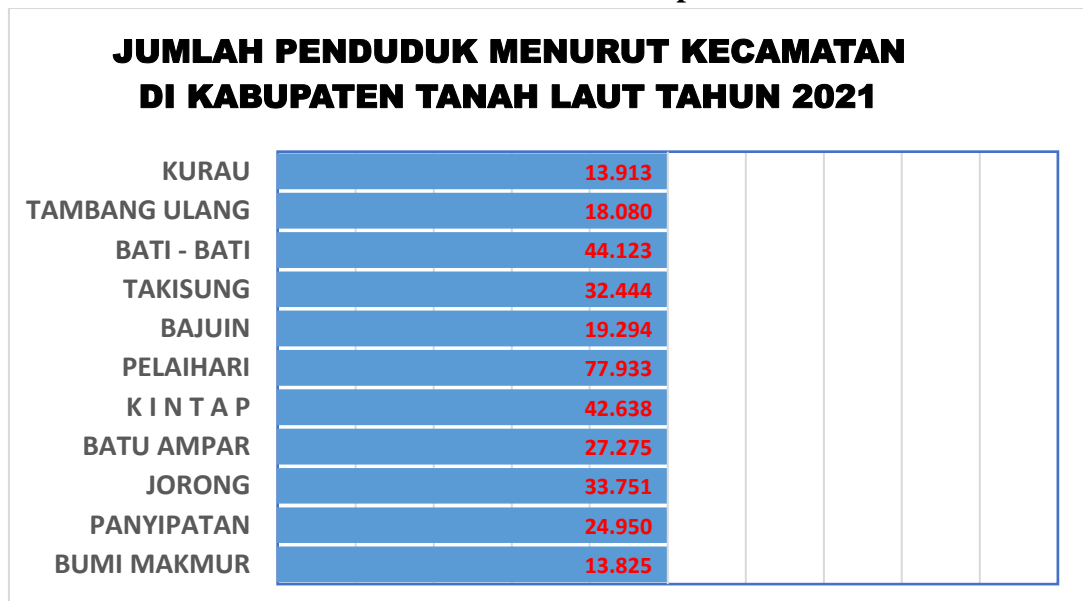 JUMLAH PENDUDUK MENURUT KECAMATAN
DI KABUPATEN TANAH LAUT TAHUN 2021
KURAU 13.913
TAMBANG ULANG 18.080
BATI - BATI 44.123
TAKISUNG 32.444
BAJUIN 19.294
PELAIHARI 77.933
K I N T A P 42.638
BATU AMPAR 27.275
JORONG 33.751
PANYIPATAN 24.950
BUMI MAKMUR 13.825